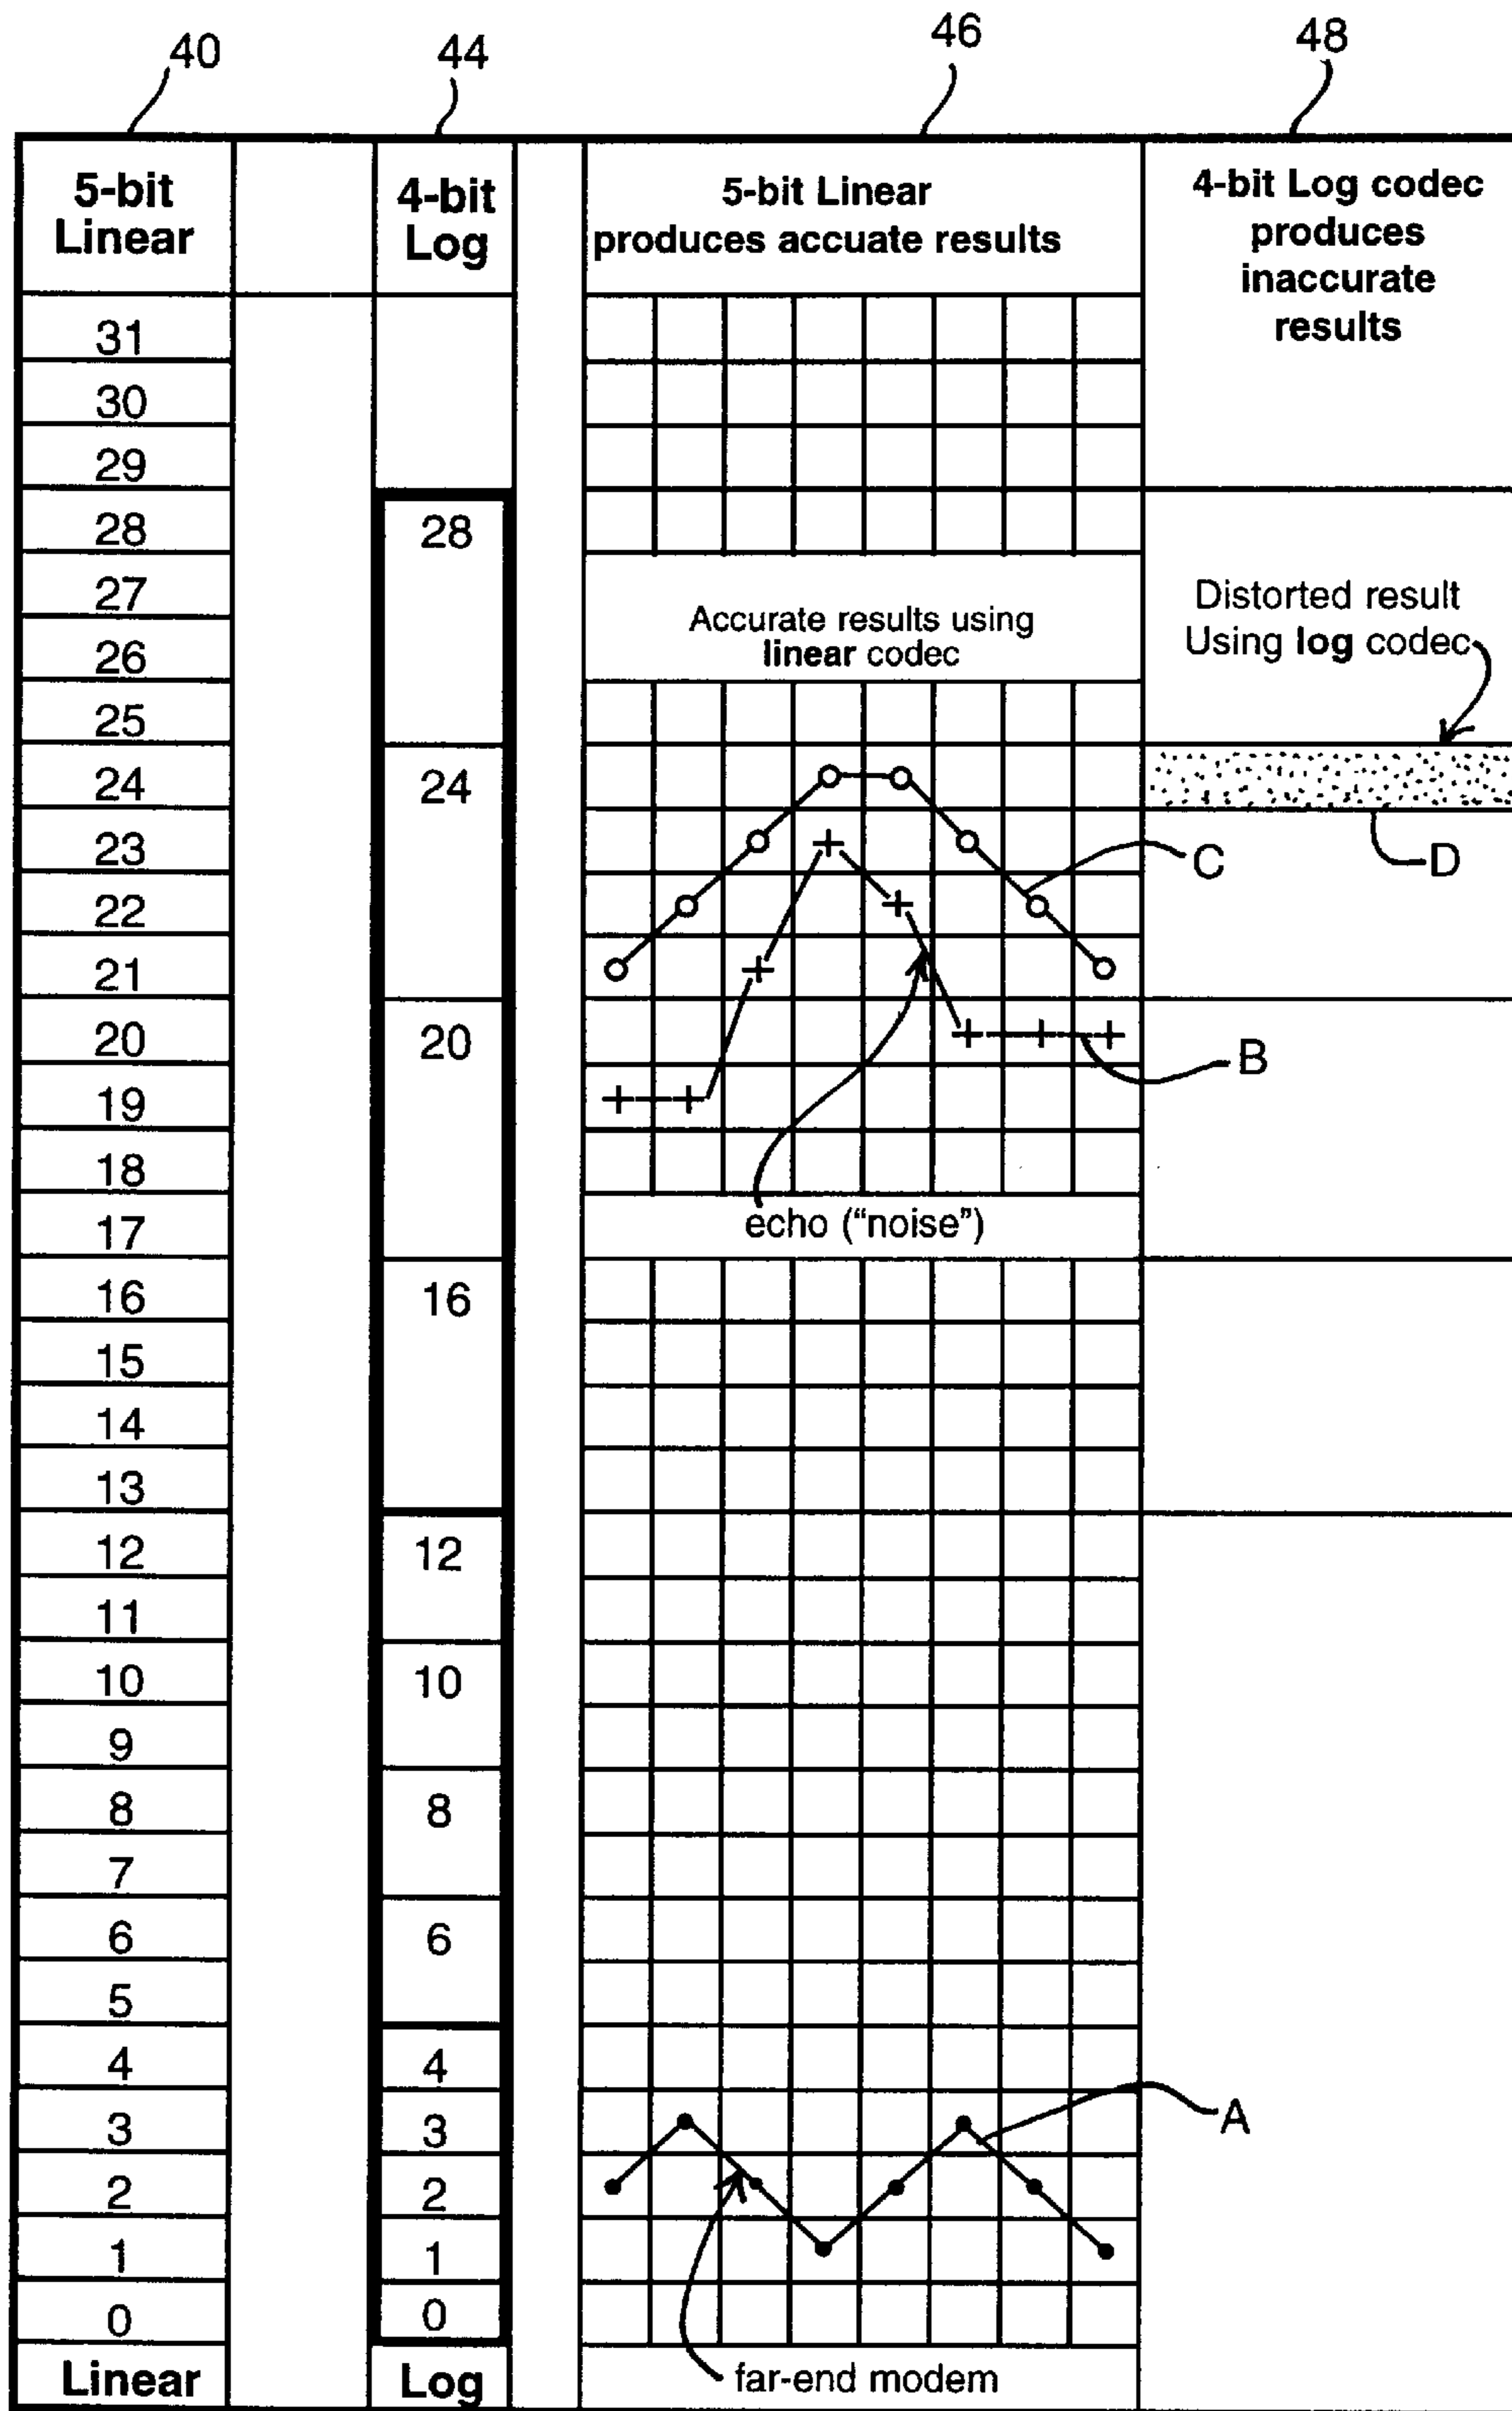 40
44
46
48
5-bit
Linear
4-bit
Log
5-bit Linear
produces accuate results
4-bit Log codec
produces
inaccurate
results
31
30
29
28
28
27
26
25
24
24
23
22
21
20
20
19
18
17
16
16
15
14
13
12
12
11
10
10
9
8
8
7
6
6
5
4
4
3
3
2
2
1
1
0
0
Linear
Log
Accurate results using
linear codec
Distorted result
Using log codec
C
D
B
echo ("noise")
A
far-end modem